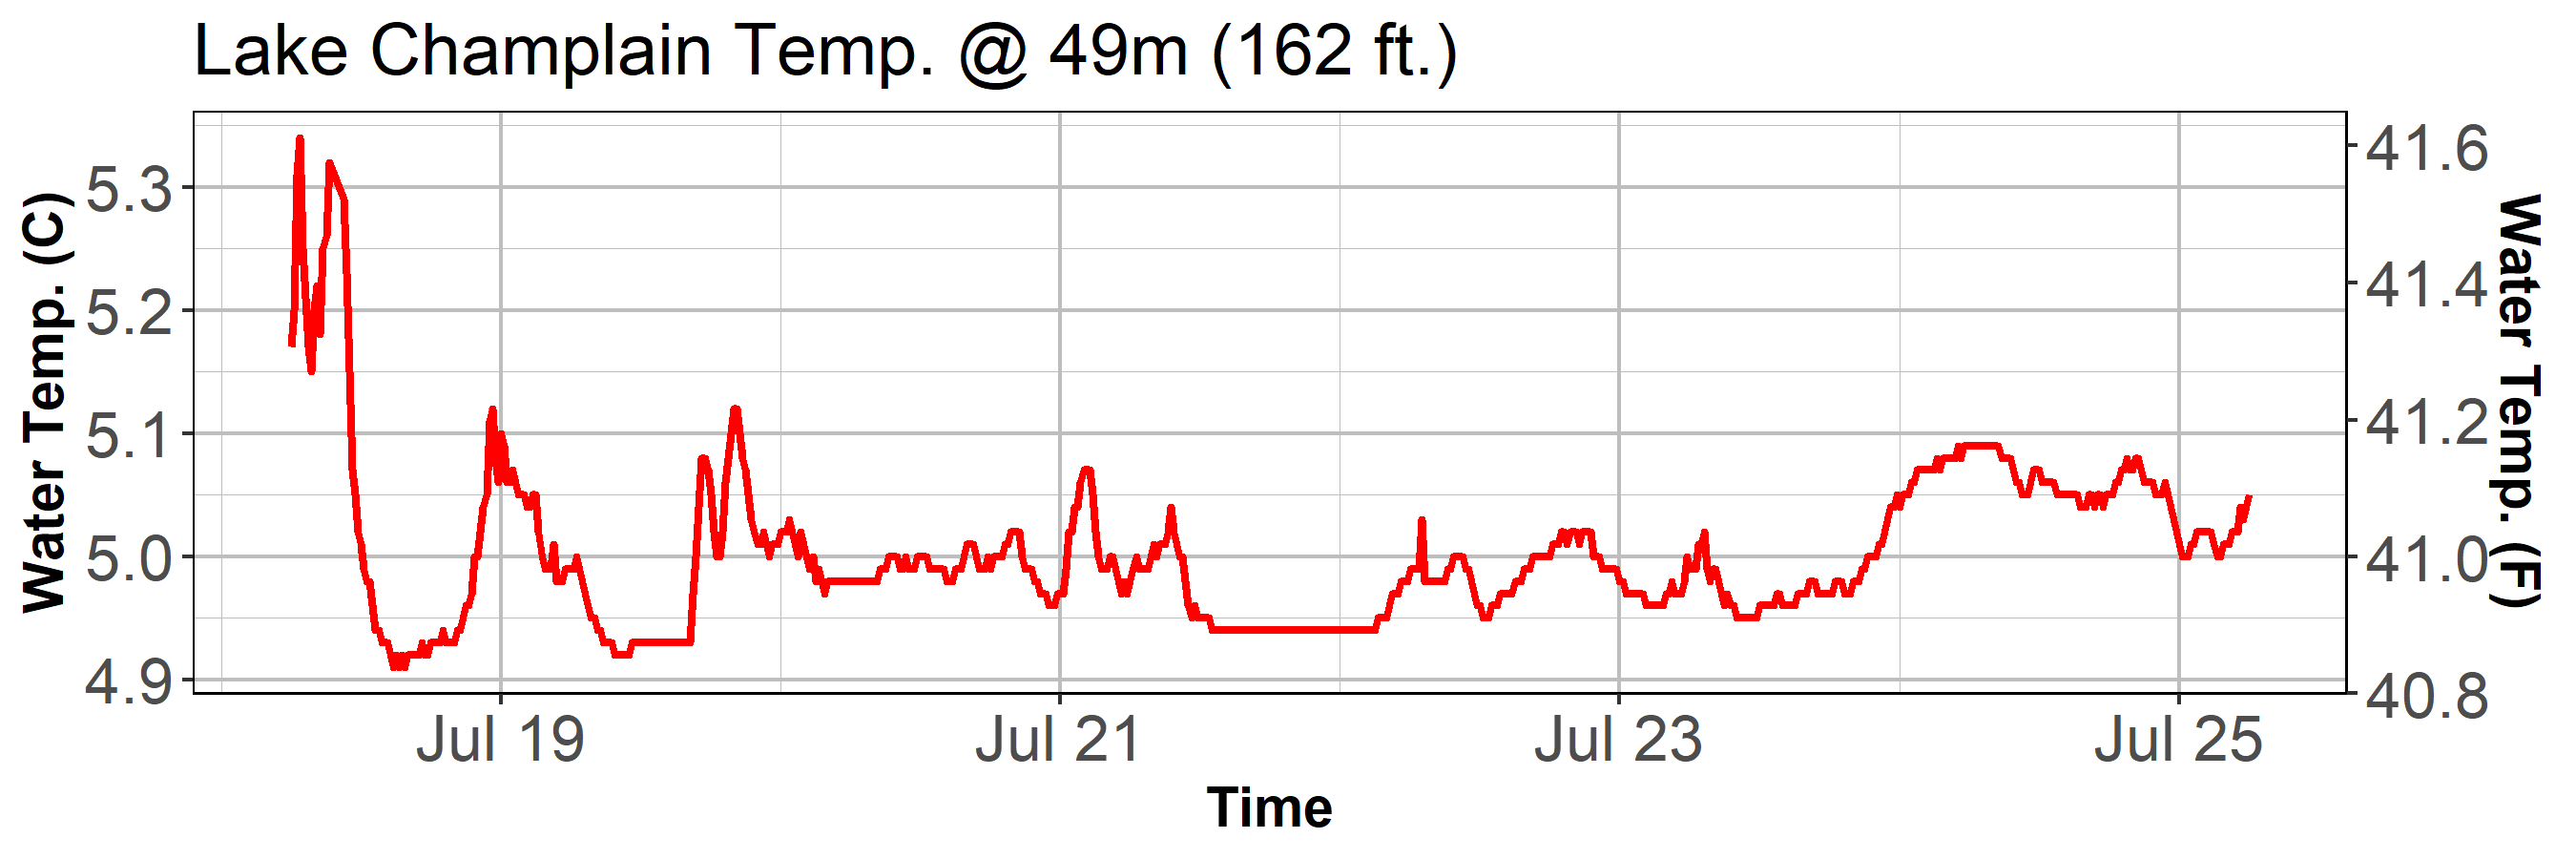 Lake Champlain Temp. @ 49m (162 ft.)
Water Temp. (C)
5.3
5.2
5.1
5.0
4.9
41.6
41.4
41.2
41.0
40.8
Water Temp. (F)
Jul 19 Jul 21 Jul 23 Jul 25
Time